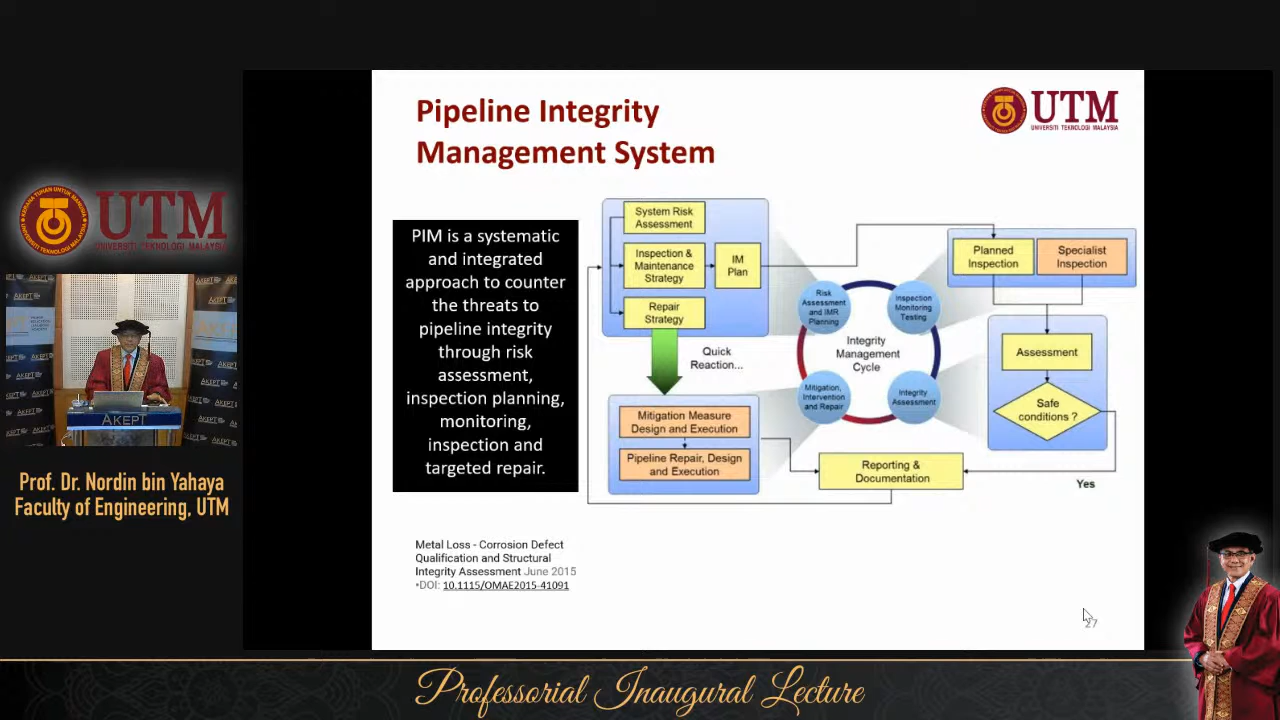 Pipeline Integrity
Management System
UTM
UNIVERSITI TEKNOLOGI MALAYSIA
UTM
UNIVERSITI TEKNOLOGI MALAYSIA
AKEPT
Prof. Dr. Nordin bin Yahaya
Faculty of Engineering, UTM
PIM is a systematic
and integrated
approach to counter
the threats to
pipeline integrity
through risk
assessment,
inspection planning,
monitoring,
inspection and
targeted repair.
System Risk
Assessment
Inspection &
Maintenance
Strategy
IM
Plan
Repair
Strategy
Quick
Reaction...
Mitigation Measure
Design and Execution
Pipeline Repair, Design
and Execution
Risk
Assessment
and IMR
Planning
Inspection
Monitoring
Testing
Integrity
Management
Cycle
Mitigation,
Intervention
and Repair
Integrity
Assessment
Planned
Inspection
Specialist
Inspection
Assessment
Safe
conditions ?
Yes
Reporting &
Documentation
Metal Loss - Corrosion Defect
Qualification and Structural
Integrity Assessment June 2015
•DOI: 10.1115/OMAE2015-41091
27
Professorial Inaugural Lecture